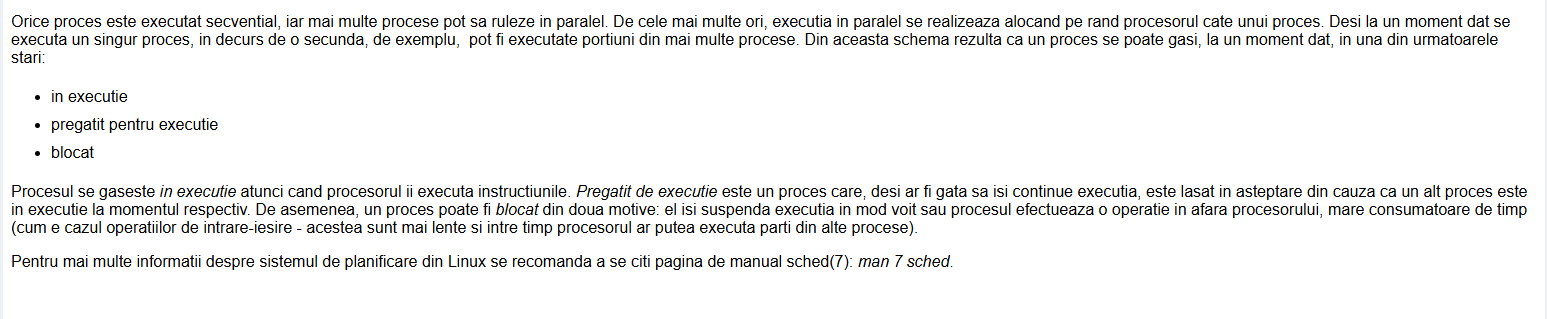 Orice proces este executat secvential, iar mai multe procese pot sa ruleze in paralel. De cele mai multe ori, executia in paralel se realizeaza alocand pe rand procesorul cate unui proces. Desi la un moment dat se
executa un singur proces, in decurs de o secunda, de exemplu,  pot fi executate portiuni din mai multe procese. Din aceasta schema rezulta ca un proces se poate gasi, la un moment dat, in una din urmatoarele
stari:
• in executie
• pregatit pentru executie
• blocat
Procesul se gaseste in executie atunci cand procesorul ii executa instructiunile. Pregatit de executie este un proces care, desi ar fi gata sa isi continue executia, este lasat in asteptare din cauza ca un alt proces este
in executie la momentul respectiv. De asemenea, un proces poate fi blocat din doua motive: el isi suspenda executia in mod voit sau procesul efectueaza o operatie in afara procesorului, mare consumatoare de timp
(cum e cazul operatiilor de intrare-iesire - acestea sunt mai lente si intre timp procesorul ar putea executa parti din alte procese).
Pentru mai multe informatii despre sistemul de planificare din Linux se recomanda a se citi pagina de manual sched(7): man 7 sched.